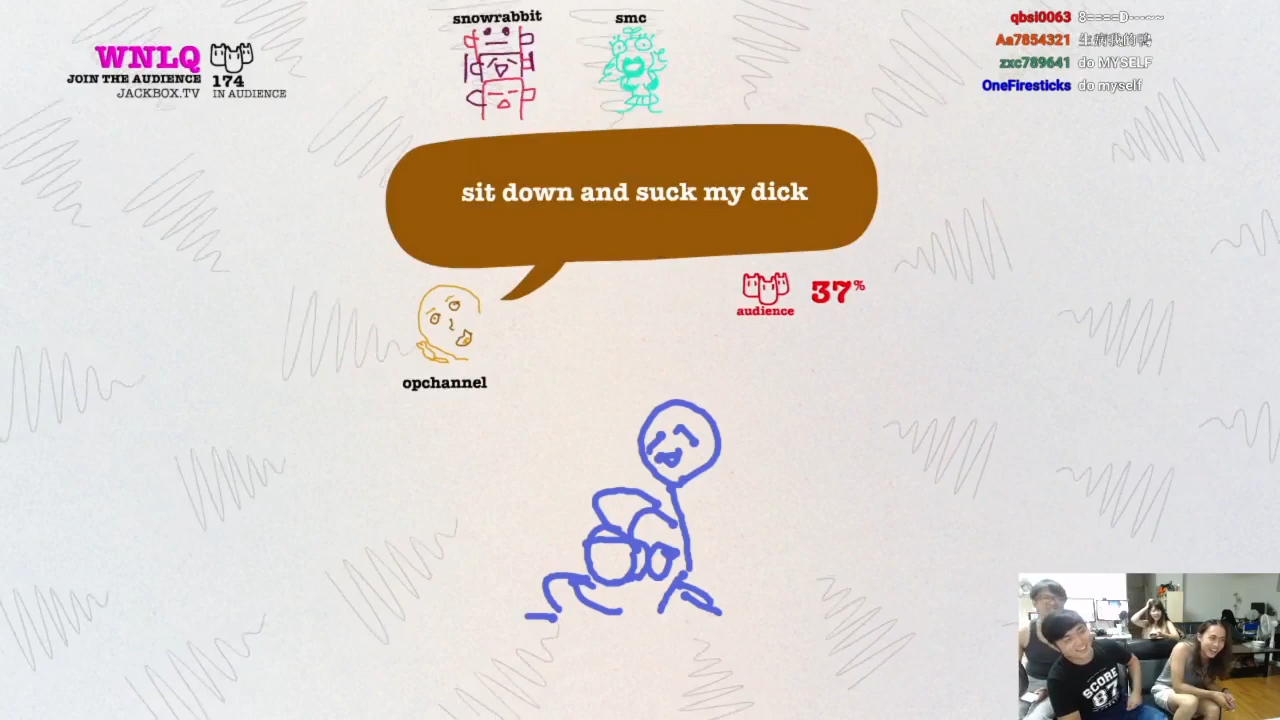 snowrabbit
smc
WNLQ
JOIN THE AUDIENCE
JACKBOX.TV
174
IN AUDIENCE
qbsl0063 8====D---~~
Aa7854321 生病我的鴨
zxc789641 do MYSELF
OneFiresticks do myself
sit down and suck my dick
audience
37%
opchannel
SCORE
87